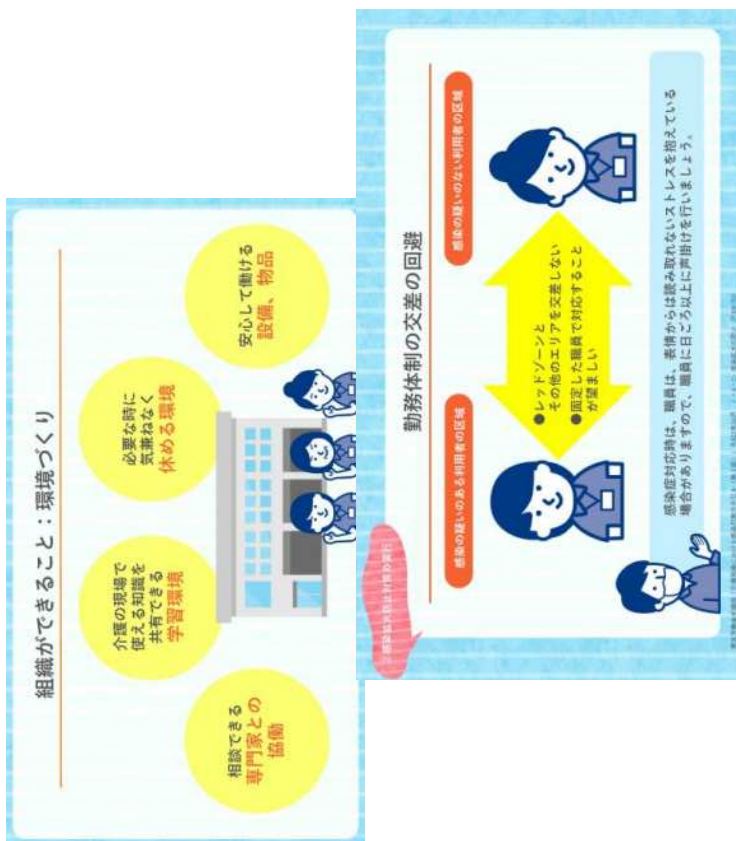 組織ができること：環境づくり
相談できる
専門家との
協働
介護の現場で
使える知識を
共有できる
学習環境
必要な時に
気兼ねなく
休める環境
安心して働ける
設備、物品
勤務体制の交差の回避
感染の疑いのある利用者の区域
感染の疑いのない利用者の区域
●レッドゾーンと
その他のエリアを交差しない
●固定した職員で対応すること
が望ましい
感染症対応時は、職員は、表情からは読み取れないストレスを抱えている
場合がありますので、職員に日ごろ以上に声掛けを行いましょう。